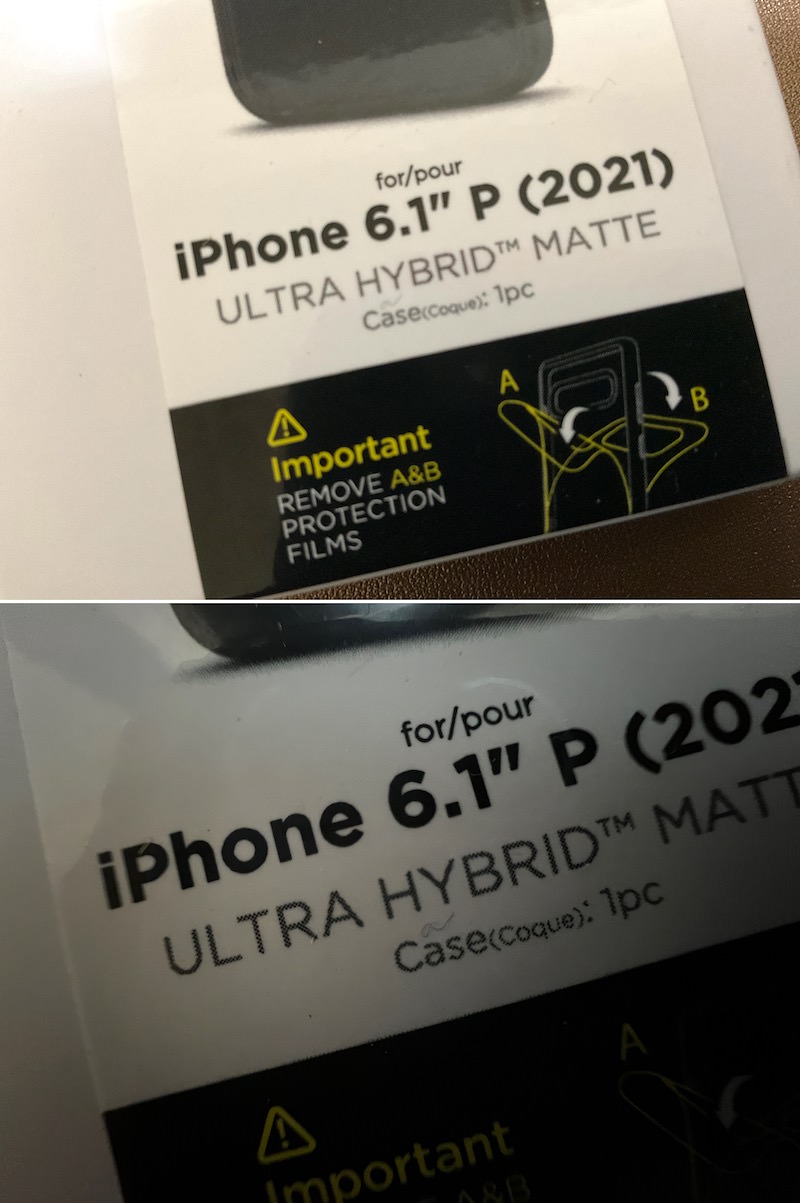 for/pour
iPhone 6.1" P (2021)
ULTRA HYBRID™ MATTE
Case(Coque): 1pc
A
B
Important
REMOVE A&B
PROTECTION
FILMS
for/pour
iPhone 6.1" P (202
ULTRA HYBRID™ MATT
Case(Coque): 1pc
A
Important
A&B